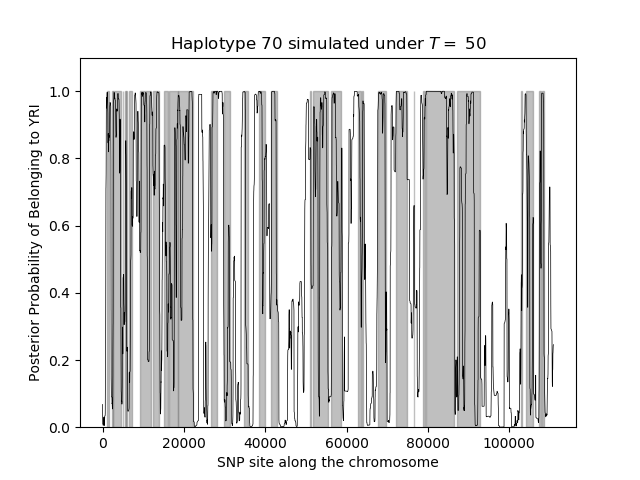 Haplotype 70 simulated under T = 50
Posterior Probability of Belonging to YRI
1.0
0.8
0.6
0.4
0.2
0.0
0 20000 40000 60000 80000 100000
SNP site along the chromosome